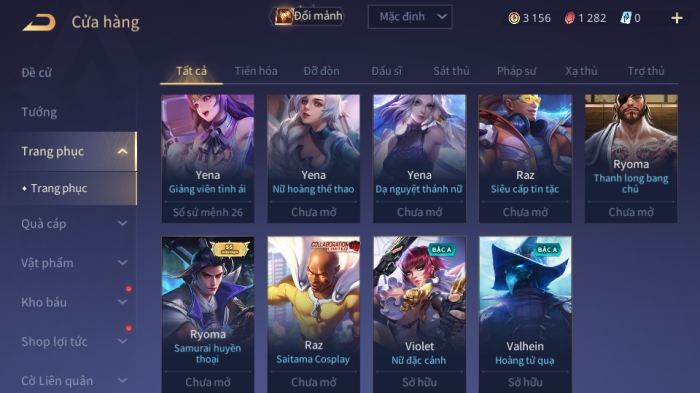 Cửa hàng
Đổi mảnh
Mặc định
3 156
1 282
0
Đề cử
Tướng
Trang phục
Trang phục
Quà cáp
Vật phẩm
Kho báu
Shop lợi tức
Cờ Liên quân
Tất cả
Tiến hóa
Đỡ đòn
Đấu sĩ
Sát thủ
Pháp sư
Xạ thủ
Trợ thủ
Yena
Giảng viên tình ái
Sổ sứ mệnh 26
Yena
Nữ hoàng thể thao
Chưa mở
Yena
Dạ nguyệt thánh nữ
Chưa mở
Raz
Siêu cấp tin tặc
Chưa mở
Ryoma
Thanh long bang
chủ
Chưa mở
Ryoma
Samurai huyền
thoại
Chưa mở
COLLABORATION
LIMITED
Raz
Saitama Cosplay
Chưa mở
BẬC A
Violet
Nữ đặc cảnh
Sở hữu
BẬC A
Valhein
Hoàng tử quạ
Sở hữu